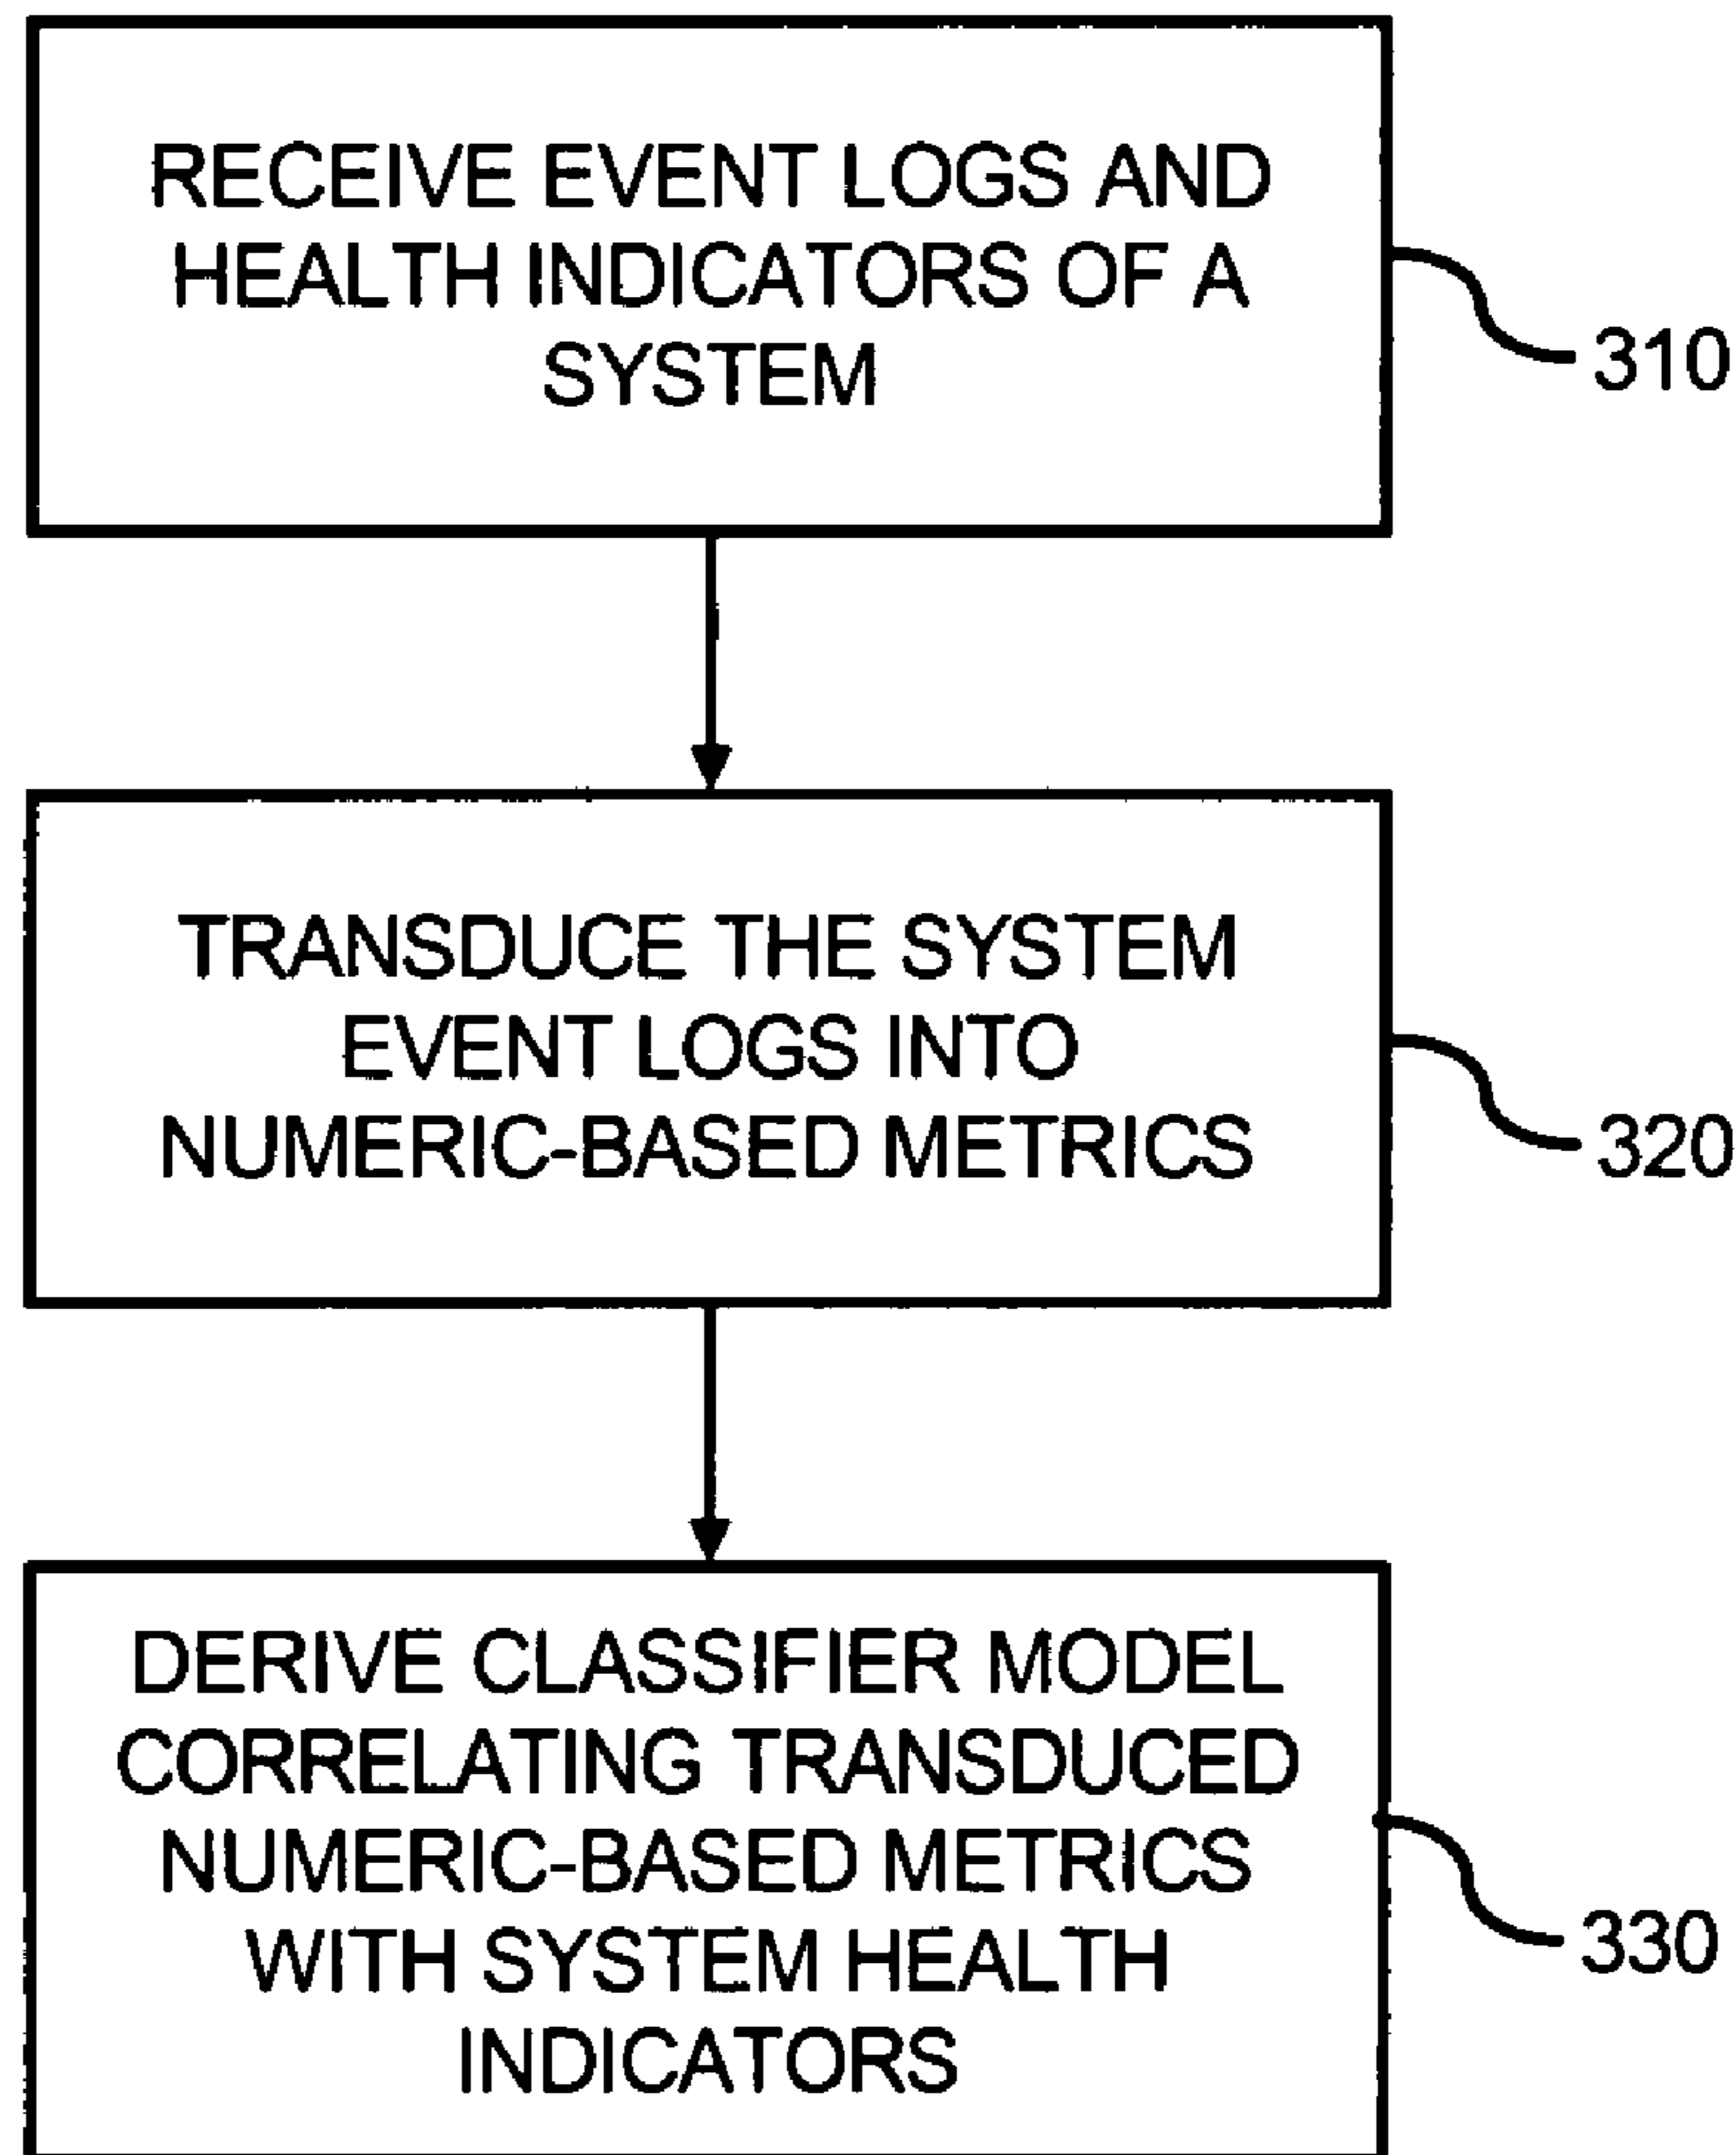 RECEIVE EVENT LOGS AND
HEALTH INDICATORS OF A
SYSTEM
310
TRANSDUCE THE SYSTEM
EVENT LOGS INTO
NUMERIC-BASED METRICS
320
DERIVE CLASSIFIER MODEL
CORRELATING TRANSDUCED
NUMERIC-BASED METRICS
WITH SYSTEM HEALTH
INDICATORS
330